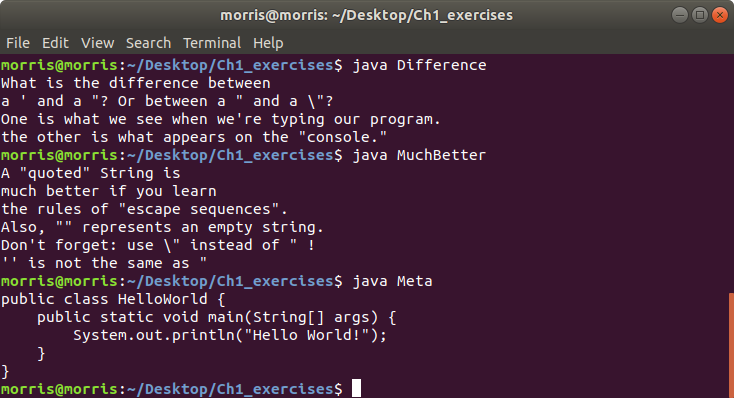 morris@morris: ~/Desktop/Ch1_exercises
File Edit View Search Terminal Help
morris@morris:~/Desktop/Ch1_exercises$ java Difference
What is the difference between
a ' and a "? Or between a " and a \"?
One is what we see when we're typing our program.
the other is what appears on the "console."
morris@morris:~/Desktop/Ch1_exercises$ java MuchBetter
A "quoted" String is
much better if you learn
the rules of "escape sequences".
Also, "" represents an empty string.
Don't forget: use \" instead of " !
'' is not the same as "
morris@morris:~/Desktop/Ch1_exercises$ java Meta
public class HelloWorld {
    public static void main(String[] args) {
        System.out.println("Hello World!");
    }
}
morris@morris:~/Desktop/Ch1_exercises$